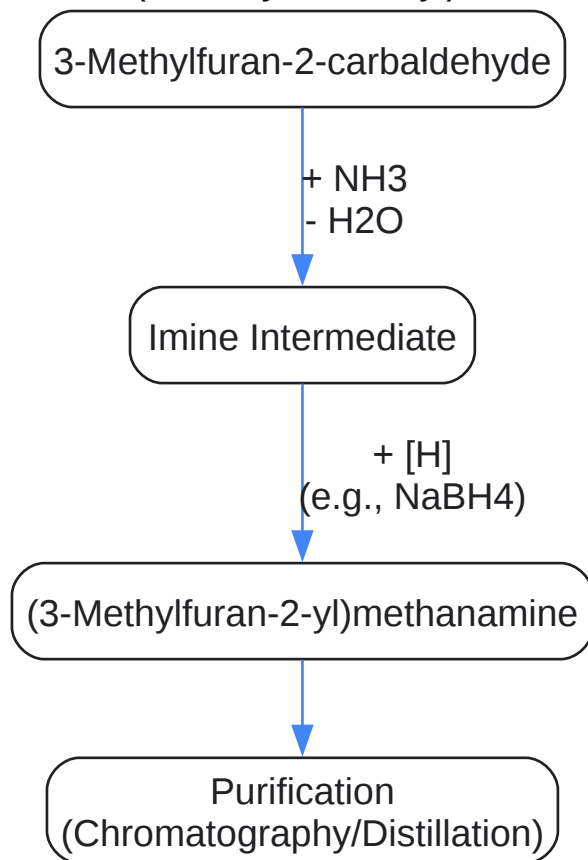 3-Methylfuran-2-carbaldehyde
+ NH3
- H2O
Imine Intermediate
+ [H]
(e.g., NaBH4)
(3-Methylfuran-2-yl)methanamine
Purification
(Chromatography/Distillation)